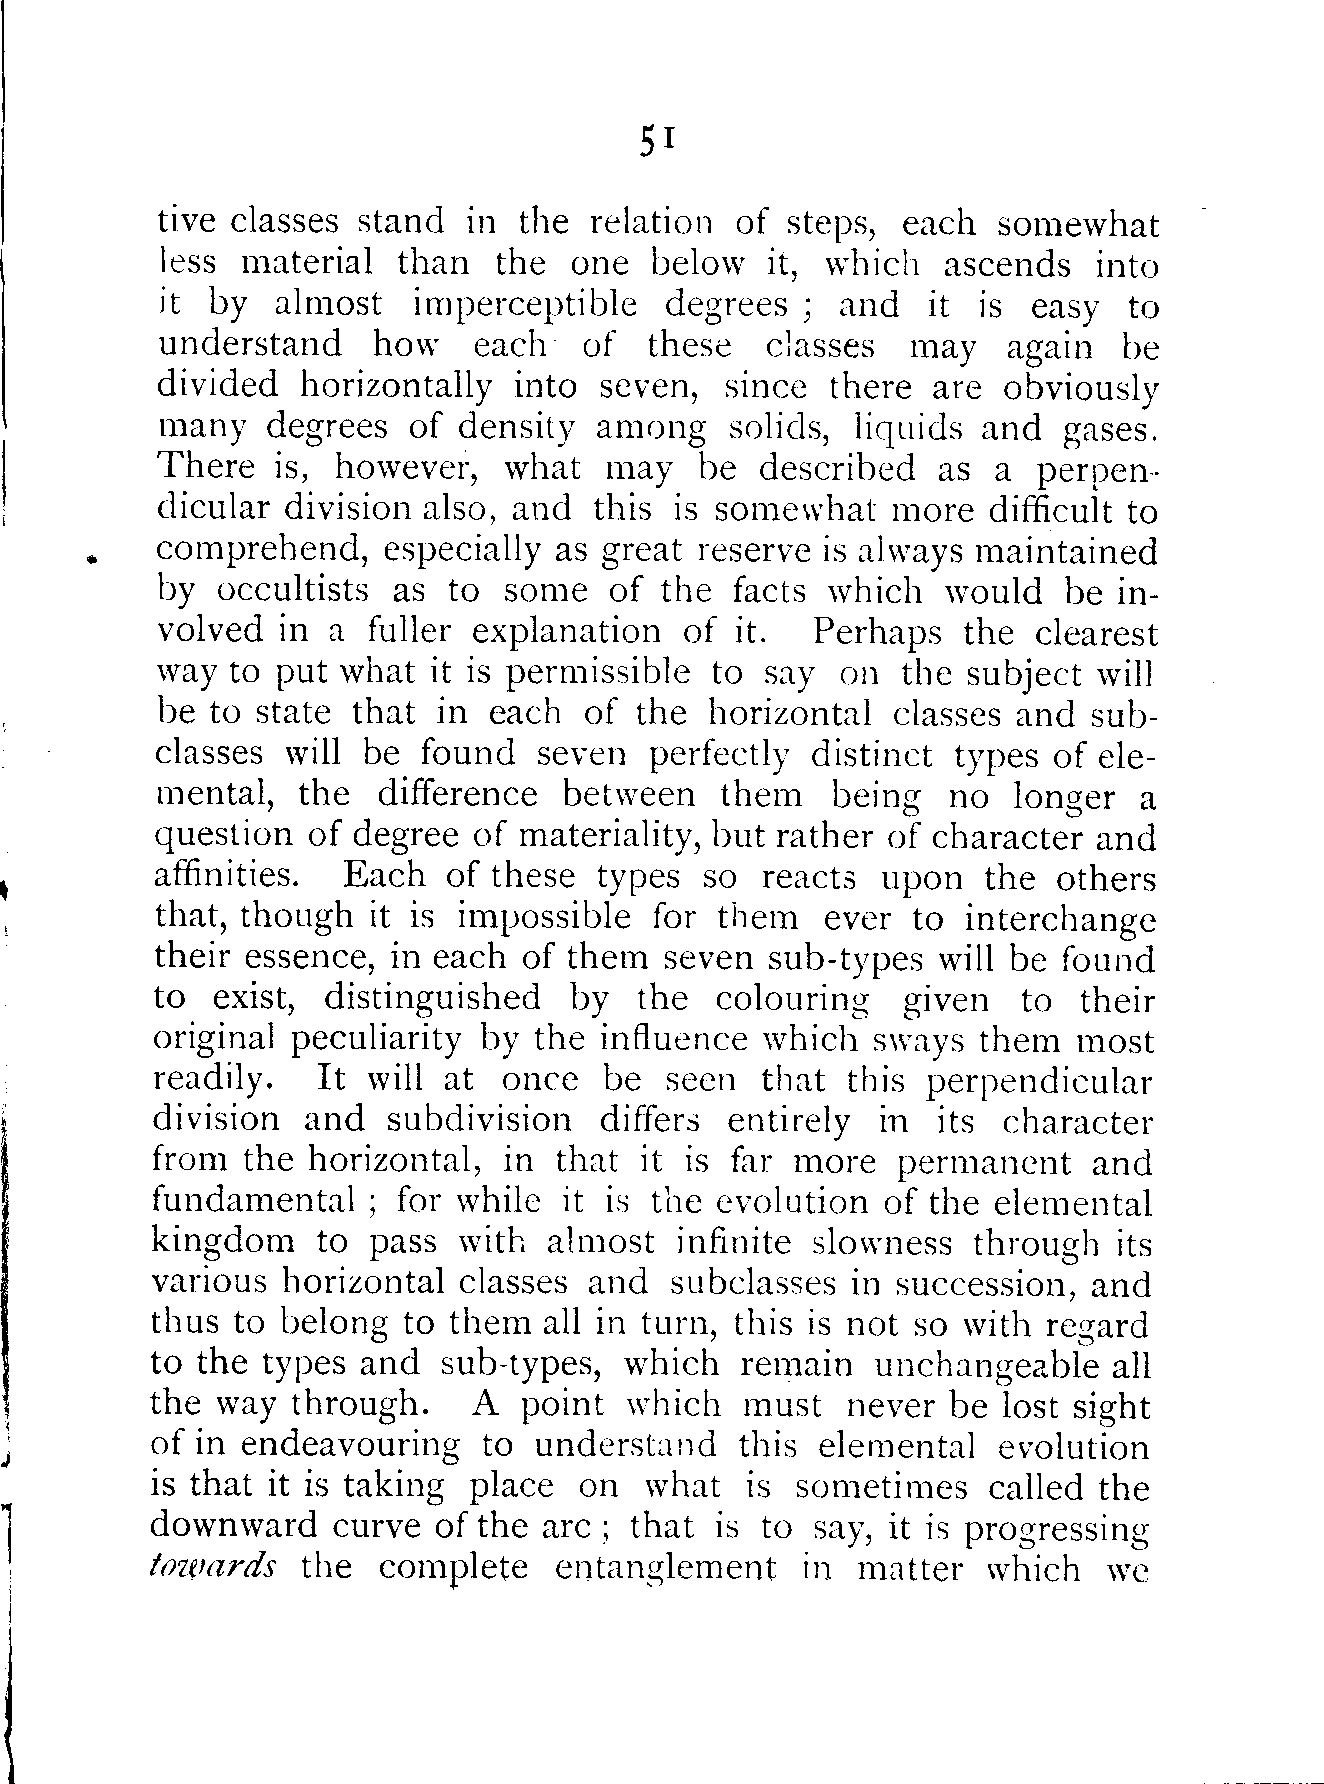 51
tive classes stand in the relation of steps, each somewhat
less material than the one below it, which ascends into
it by almost imperceptible degrees ; and it is easy to
understand how each of these classes may again be
divided horizontally into seven, since there are obviously
many degrees of density among solids, liquids and gases.
There is, however, what may be described as a perpen-
dicular division also, and this is somewhat more difficult to
comprehend, especially as great reserve is always maintained
by occultists as to some of the facts which would be in-
volved in a fuller explanation of it. Perhaps the clearest
way to put what it is permissible to say on the subject will
be to state that in each of the horizontal classes and sub-
classes will be found seven perfectly distinct types of ele-
mental, the difference between them being no longer a
question of degree of materiality, but rather of character and
affinities. Each of these types so reacts upon the others
that, though it is impossible for them ever to interchange
their essence, in each of them seven sub-types will be found
to exist, distinguished by the colouring given to their
original peculiarity by the influence which sways them most
readily. It will at once be seen that this perpendicular
division and subdivision differs entirely in its character
from the horizontal, in that it is far more permanent and
fundamental ; for while it is the evolution of the elemental
kingdom to pass with almost infinite slowness through its
various horizontal classes and subclasses in succession, and
thus to belong to them all in turn, this is not so with regard
to the types and sub-types, which remain unchangeable all
the way through. A point which must never be lost sight
of in endeavouring to understand this elemental evolution
is that it is taking place on what is sometimes called the
downward curve of the arc ; that is to say, it is progressing
towards the complete entanglement in matter which we